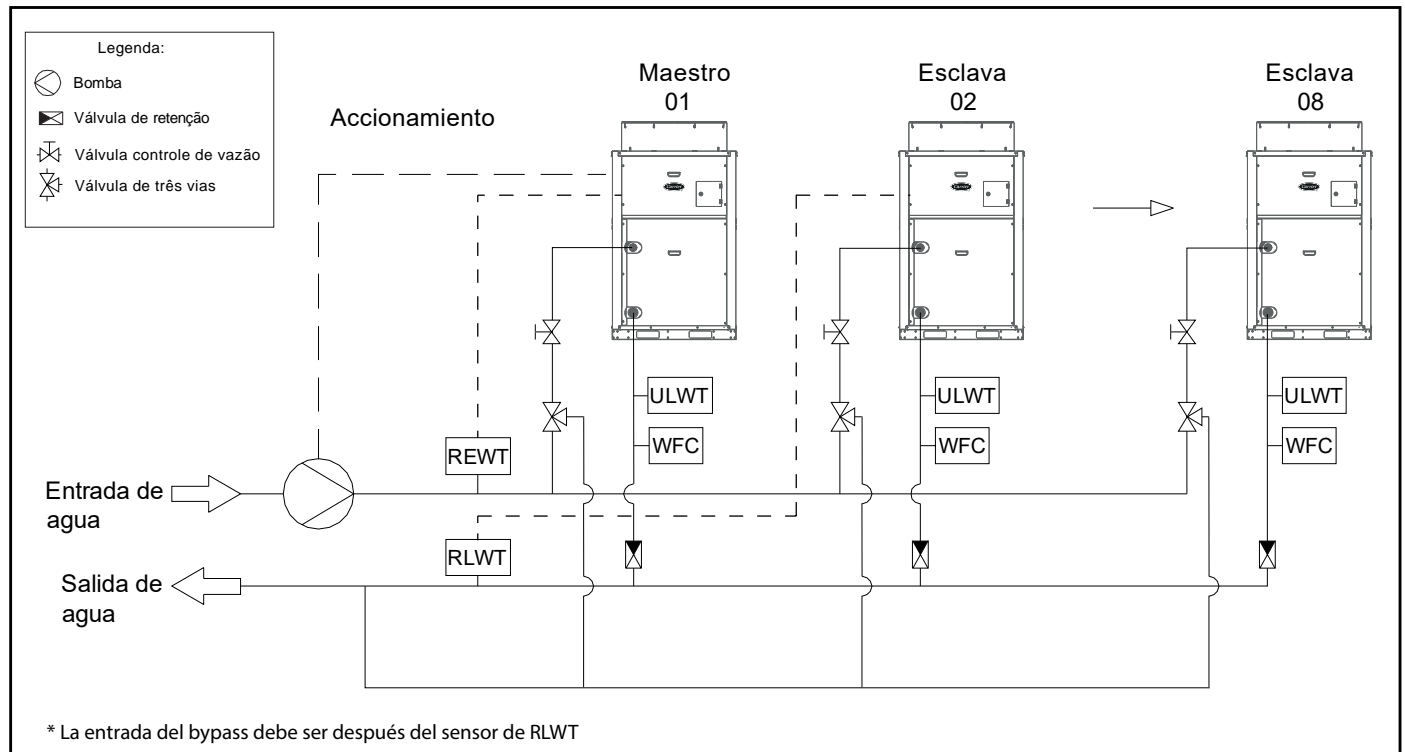 Legenda:
Bomba
Válvula de retenção
Válvula controle de vazão
Válvula de três vias
Accionamiento
Maestro
01
Esclava
02
Esclava
08
ULWT
WFC
ULWT
WFC
ULWT
WFC
REWT
Entrada de
agua
RLWT
Salida de
agua
* La entrada del bypass debe ser después del sensor de RLWT